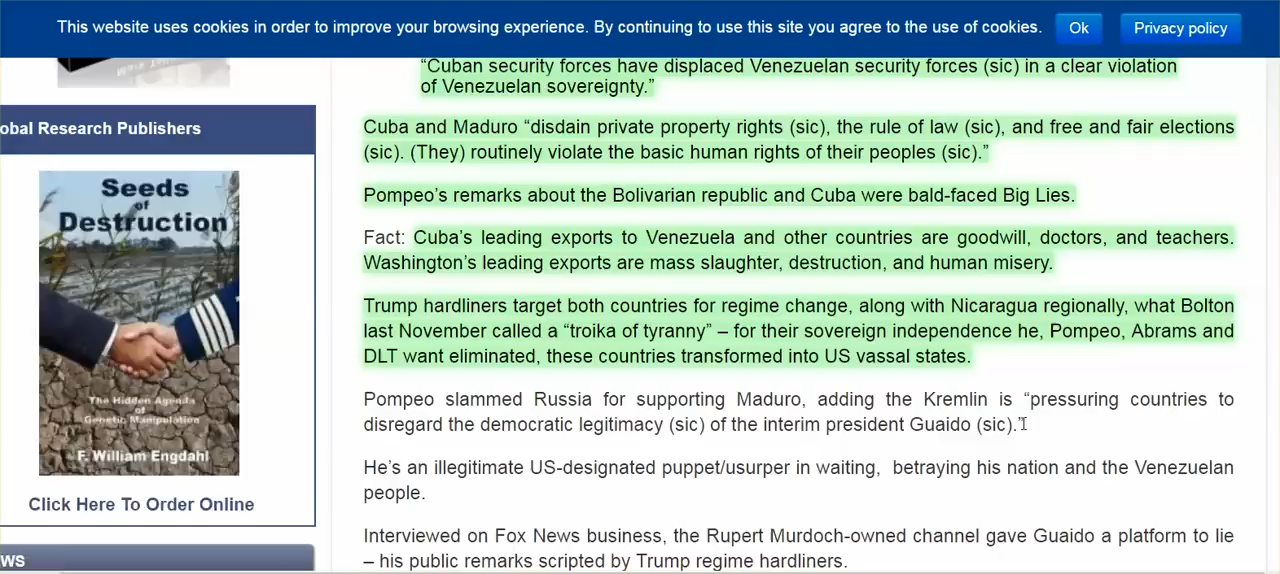 This website uses cookies in order to improve your browsing experience. By continuing to use this site you agree to the use of cookies. Ok Privacy policy
“Cuban security forces have displaced Venezuelan security forces (sic) in a clear violation
of Venezuelan sovereignty.”
obal Research Publishers
Cuba and Maduro “disdain private property rights (sic), the rule of law (sic), and free and fair elections
(sic). (They) routinely violate the basic human rights of their peoples (sic).”
Pompeo’s remarks about the Bolivarian republic and Cuba were bald-faced Big Lies.
Fact: Cuba’s leading exports to Venezuela and other countries are goodwill, doctors, and teachers.
Washington’s leading exports are mass slaughter, destruction, and human misery.
Trump hardliners target both countries for regime change, along with Nicaragua regionally, what Bolton
last November called a “troika of tyranny” – for their sovereign independence he, Pompeo, Abrams and
DLT want eliminated, these countries transformed into US vassal states.
Pompeo slammed Russia for supporting Maduro, adding the Kremlin is “pressuring countries to
disregard the democratic legitimacy (sic) of the interim president Guaido (sic).”
He’s an illegitimate US-designated puppet/usurper in waiting, betraying his nation and the Venezuelan
people.
Interviewed on Fox News business, the Rupert Murdoch-owned channel gave Guaido a platform to lie
– his public remarks scripted by Trump regime hardliners.
Seeds
of
Destruction
The Hidden Agenda
of
Genetic Manipulation
F. William Engdahl
Click Here To Order Online
ws